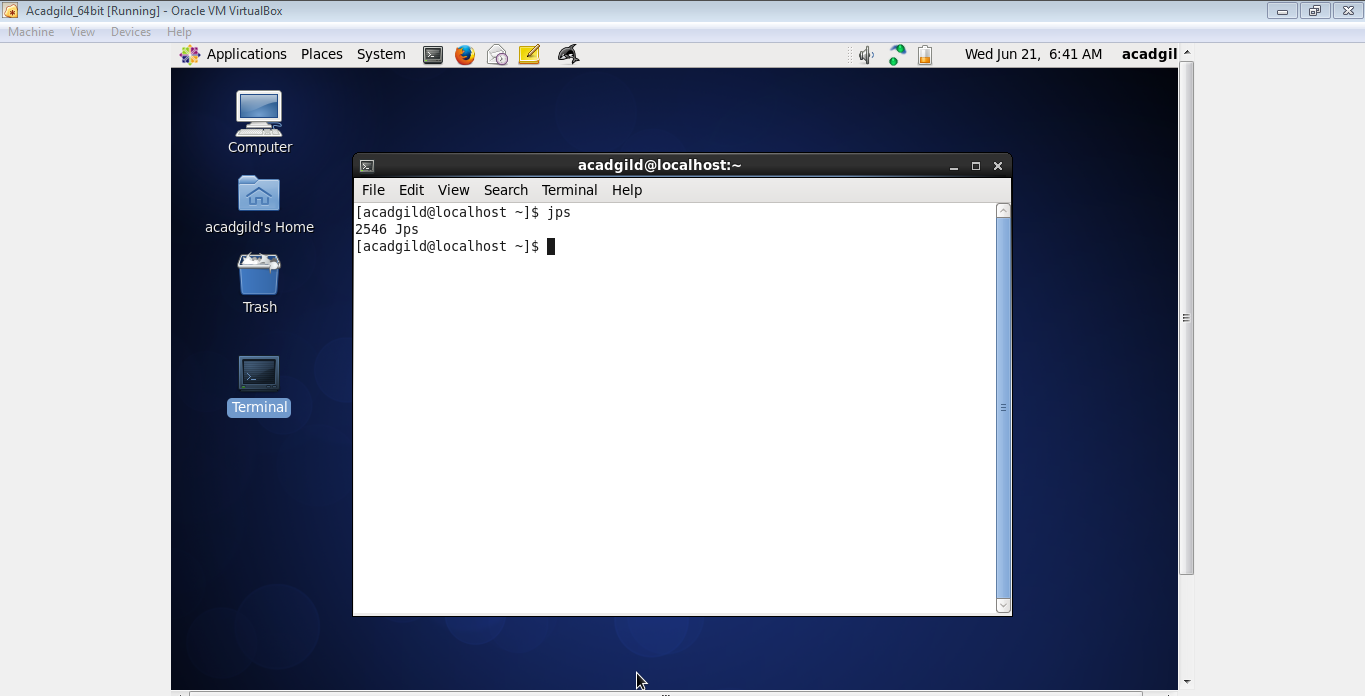 Acadgild_64bit [Running] - Oracle VM VirtualBox
Machine View Devices Help
Applications Places System Wed Jun 21, 6:41 AM acadgil
Computer
acadgild's Home
Trash
Terminal
acadgild@localhost:~
File Edit View Search Terminal Help
[acadgild@localhost ~]$ jps
2546 Jps
[acadgild@localhost ~]$